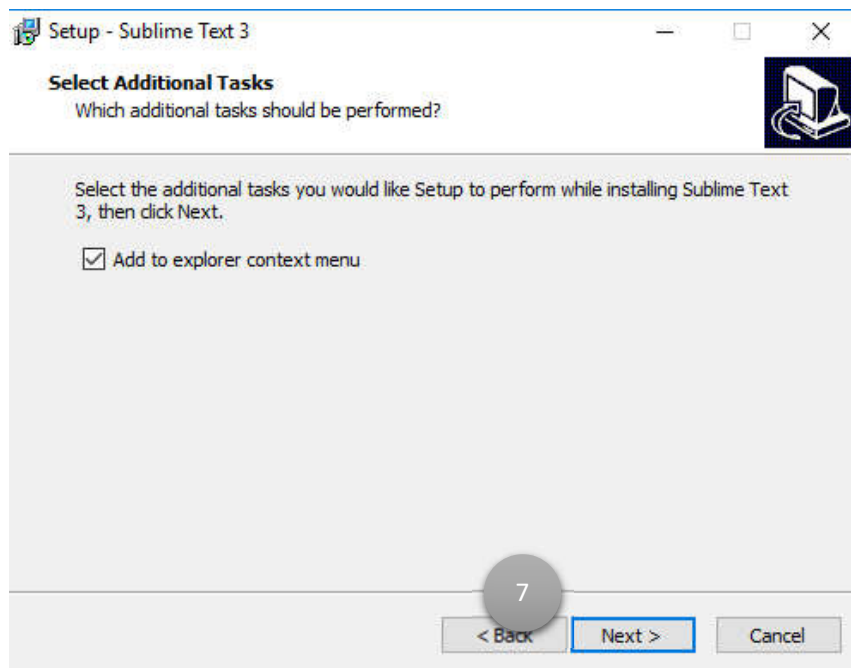 Setup - Sublime Text 3
Select Additional Tasks
Which additional tasks should be performed?
Select the additional tasks you would like Setup to perform while installing Sublime Text
3, then click Next.
Add to explorer context menu
7
< Back Next > Cancel